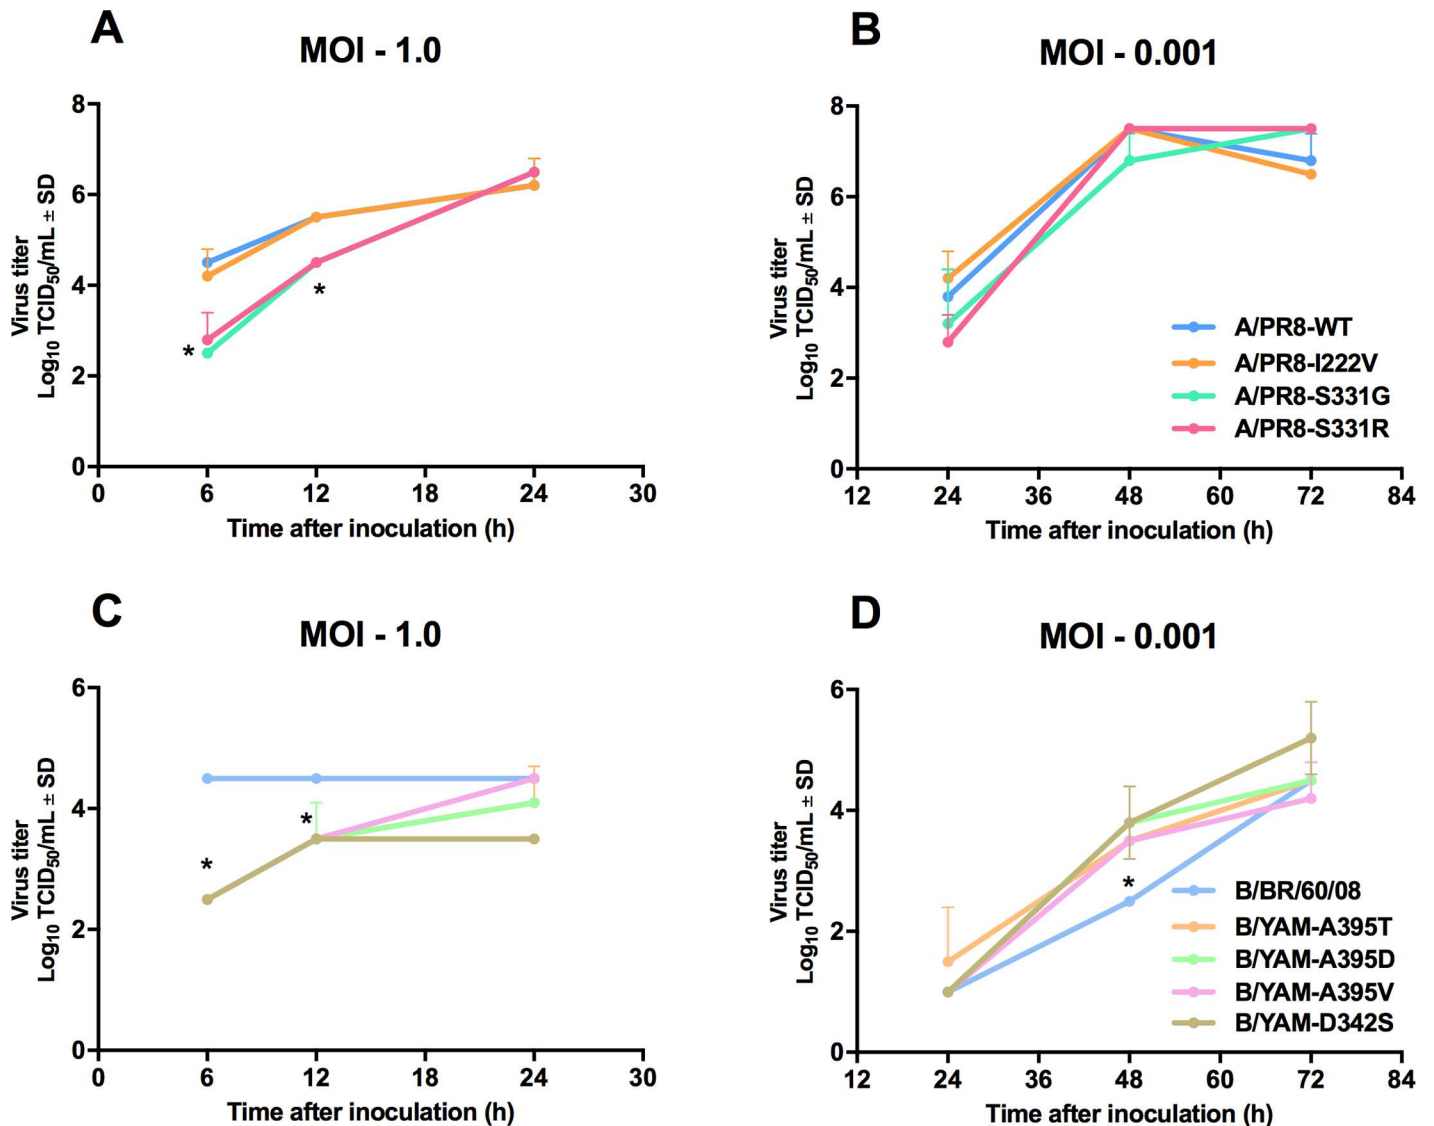 A
MOI - 1.0
Virus titer
Log10 TCID50/mL ± SD
8
6
4
2
0
*
*
0 6 12 18 24 30
Time after inoculation (h)
B
MOI - 0.001
Virus titer
Log10 TCID50/mL ± SD
8
6
4
2
0
A/PR8-WT
A/PR8-I222V
A/PR8-S331G
A/PR8-S331R
12 24 36 48 60 72 84
Time after inoculation (h)
C
MOI - 1.0
Virus titer
Log10 TCID50/mL ± SD
6
4
2
0
*
*
0 6 12 18 24 30
Time after inoculation (h)
D
MOI - 0.001
Virus titer
Log10 TCID50/mL ± SD
6
4
2
0
*
B/BR/60/08
B/YAM-A395T
B/YAM-A395D
B/YAM-A395V
B/YAM-D342S
12 24 36 48 60 72 84
Time after inoculation (h)